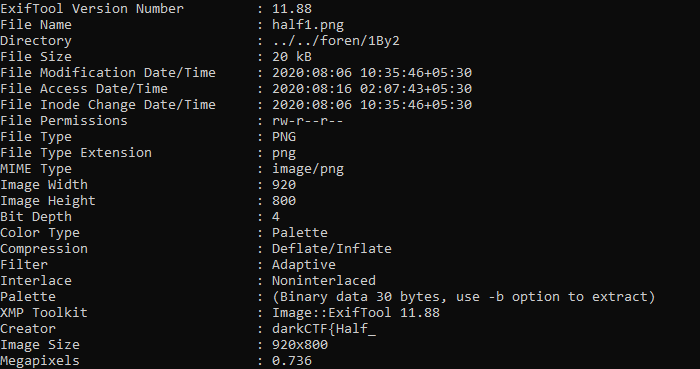 ExifTool Version Number : 11.88
File Name : half1.png
Directory : ../../foren/1By2
File Size : 20 kB
File Modification Date/Time : 2020:08:06 10:35:46+05:30
File Access Date/Time : 2020:08:16 02:07:43+05:30
File Inode Change Date/Time : 2020:08:06 10:35:46+05:30
File Permissions : rw-r--r--
File Type : PNG
File Type Extension : png
MIME Type : image/png
Image Width : 920
Image Height : 800
Bit Depth : 4
Color Type : Palette
Compression : Deflate/Inflate
Filter : Adaptive
Interlace : Noninterlaced
Palette : (Binary data 30 bytes, use -b option to extract)
XMP Toolkit : Image::ExifTool 11.88
Creator : darkCTF{Half_
Image Size : 920x800
Megapixels : 0.736